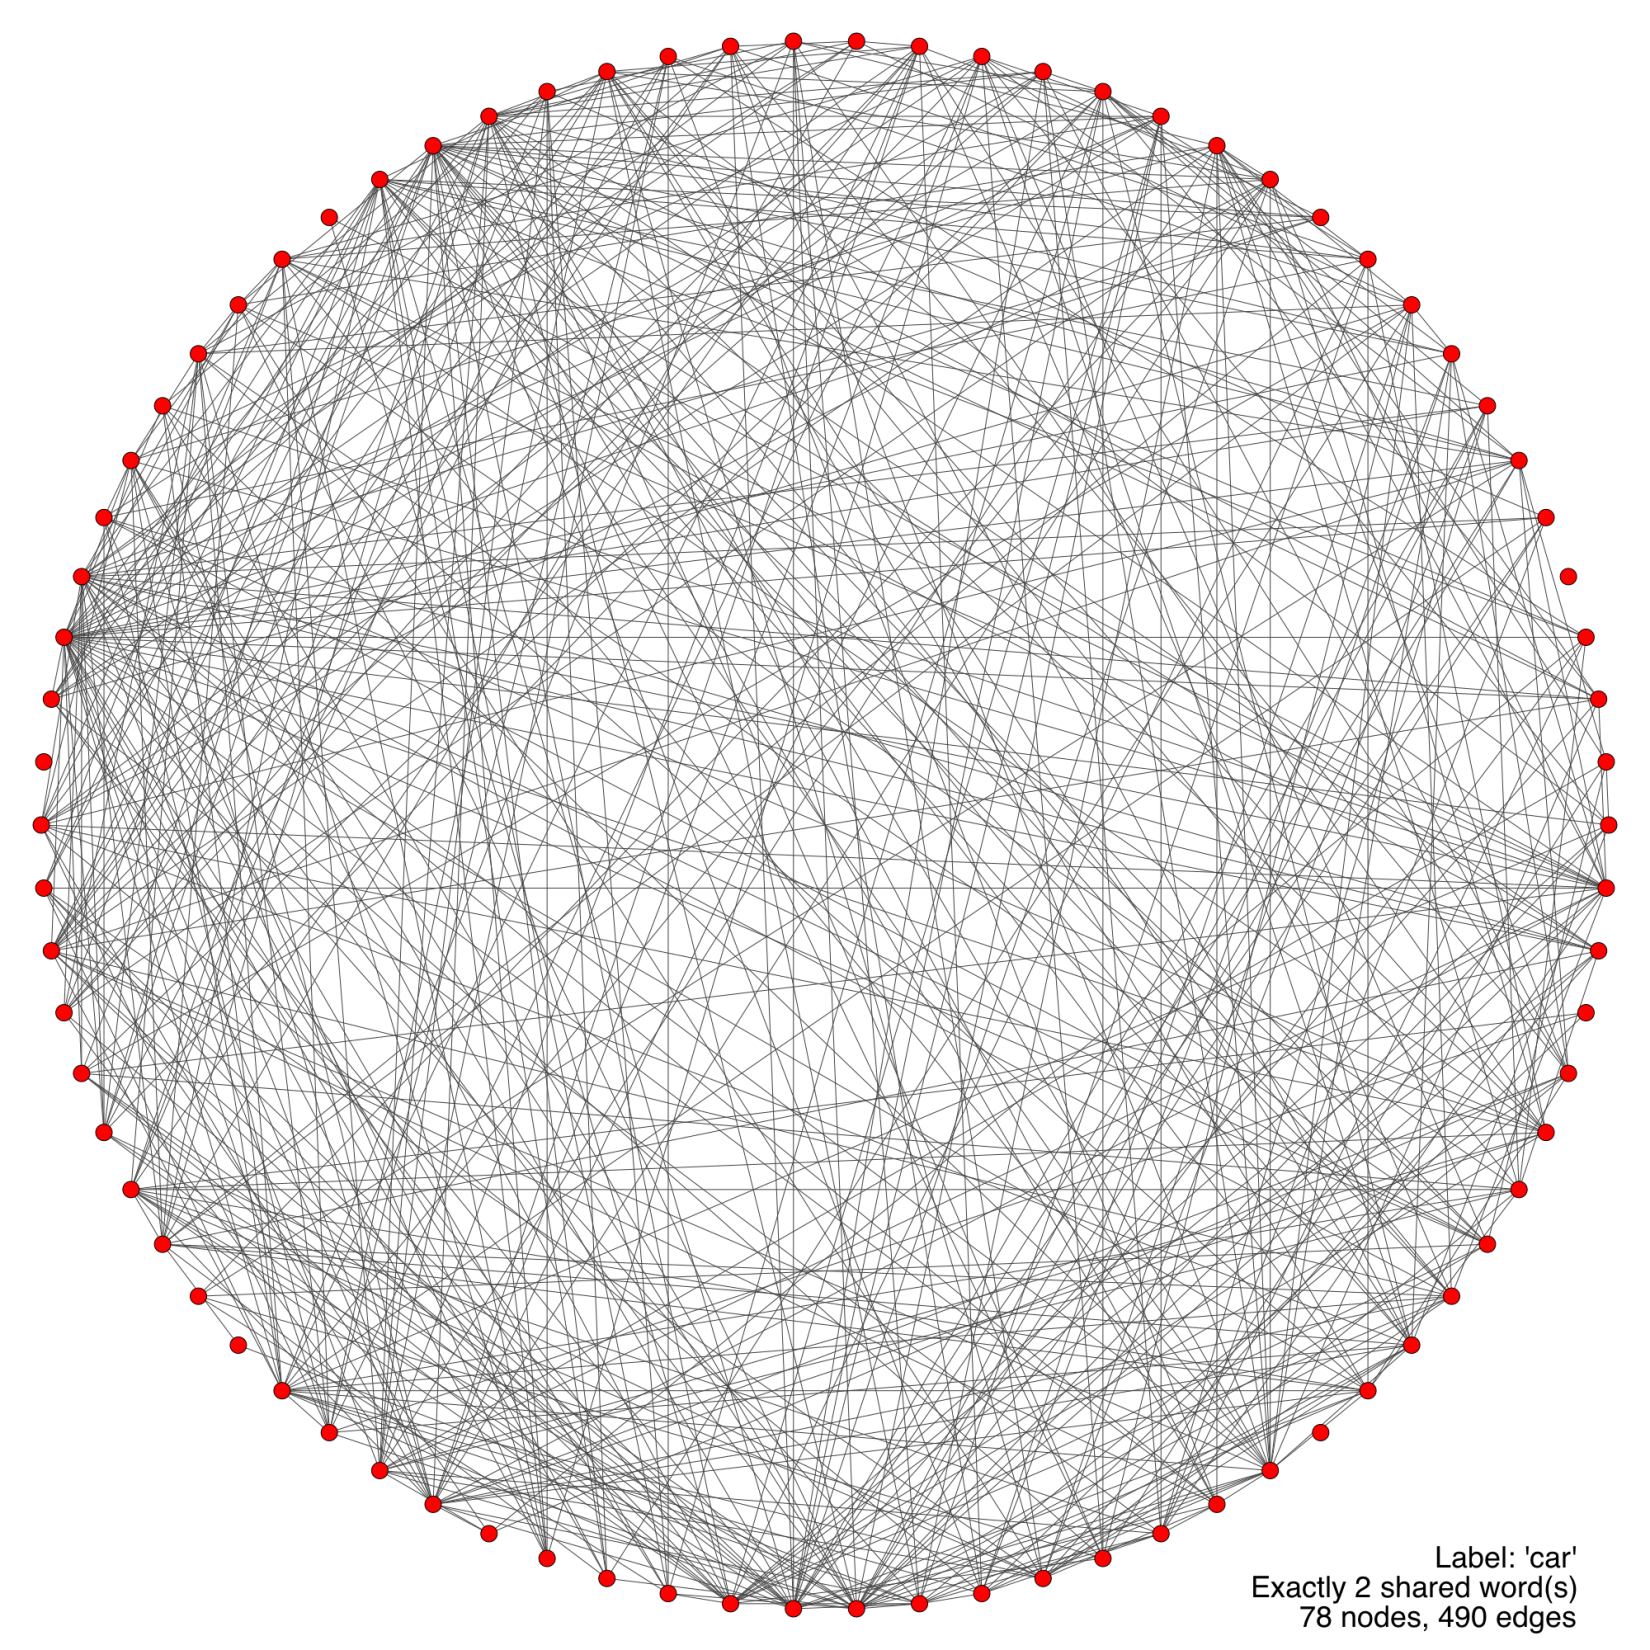 Label: 'car'
Exactly 2 shared word(s)
78 nodes, 490 edges